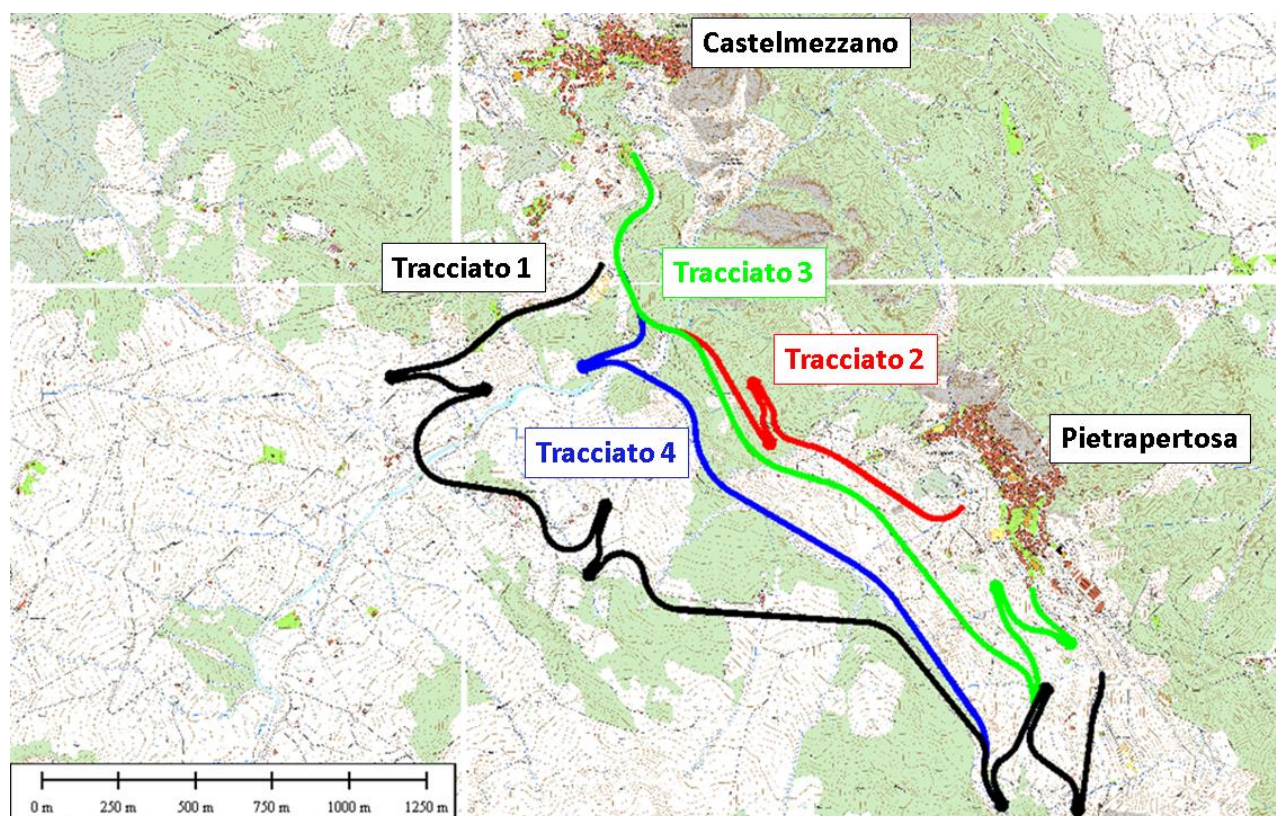 Castelmezzano
Tracciato 1
Tracciato 3
Tracciato 2
Pietrapertosa
Tracciato 4
0 m 250 m 500 m 750 m 1000 m 1250 m